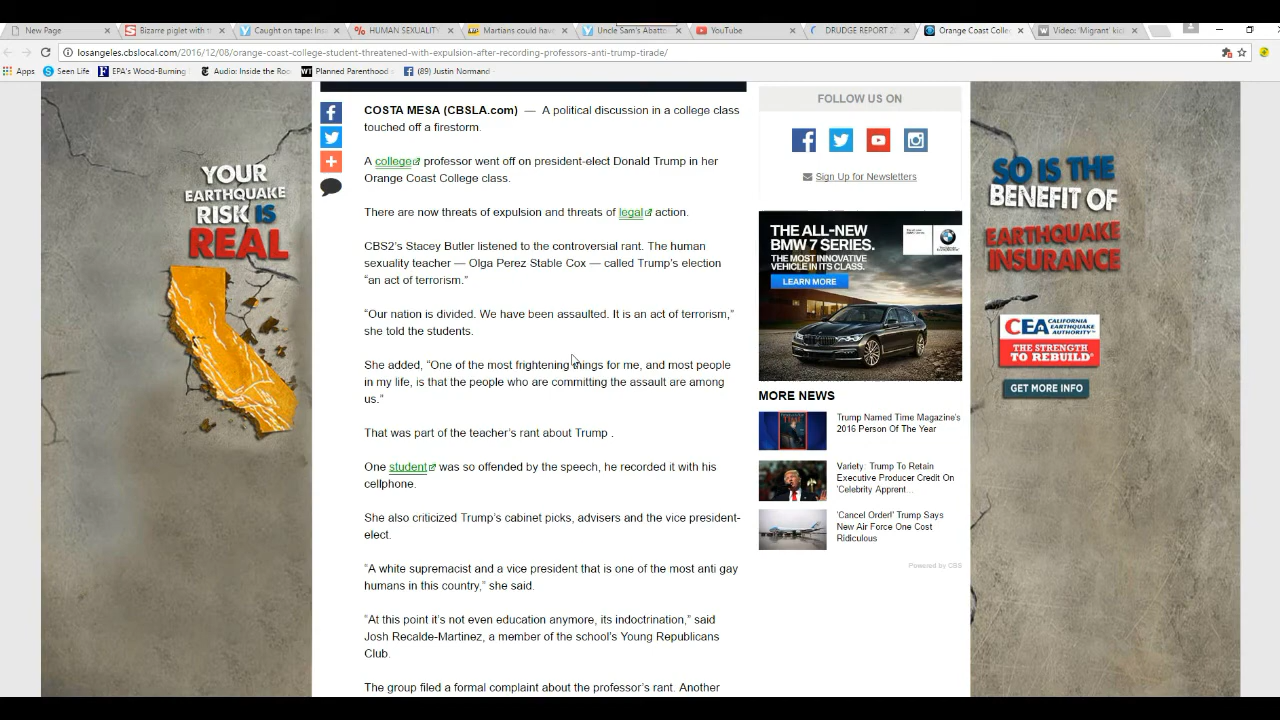 New Page
Bizarre piglet with t
Caught on tape: Insa
HUMAN SEXUALITY
Martians could have
Uncle Sam's Abatto
YouTube
DRUDGE REPORT 2
Orange Coast Colle
Video: 'Migrant' kick
losangeles.cbslocal.com/2016/12/08/orange-coast-college-student-threatened-with-expulsion-after-recording-professors-anti-trump-tirade/
Apps
Seen Life
EPA's Wood-Burning
Audio: Inside the Roo
Planned Parenthood
(89) Justin Normand
COSTA MESA (CBSLA.com) — A political discussion in a college class
touched off a firestorm.
A college professor went off on president-elect Donald Trump in her
Orange Coast College class.
There are now threats of expulsion and threats of legal action.
CBS2's Stacey Butler listened to the controversial rant. The human
sexuality teacher — Olga Perez Stable Cox — called Trump's election
“an act of terrorism.”
“Our nation is divided. We have been assaulted. It is an act of terrorism,”
she told the students.
She added, “One of the most frightening things for me, and most people
in my life, is that the people who are committing the assault are among
us.”
That was part of the teacher's rant about Trump .
One student was so offended by the speech, he recorded it with his
cellphone.
She also criticized Trump's cabinet picks, advisers and the vice president-
elect.
“A white supremacist and a vice president that is one of the most anti gay
humans in this country,” she said.
“At this point it's not even education anymore, its indoctrination,” said
Josh Recalde-Martinez, a member of the school's Young Republicans
Club.
The group filed a formal complaint about the professor's rant. Another
FOLLOW US ON
Sign Up for Newsletters
THE ALL-NEW
BMW 7 SERIES.
THE MOST INNOVATIVE
VEHICLE IN ITS CLASS.
LEARN MORE
MORE NEWS
Trump Named Time Magazine's
2016 Person Of The Year
Variety: Trump To Retain
Executive Producer Credit On
'Celebrity Apprent...
'Cancel Order!' Trump Says
New Air Force One Cost
Ridiculous
Powered by CBS
YOUR
EARTHQUAKE
RISK IS
REAL
SO IS THE
BENEFIT OF
EARTHQUAKE
INSURANCE
CEA CALIFORNIA
EARTHQUAKE
AUTHORITY
THE STRENGTH
TO REBUILD
GET MORE INFO